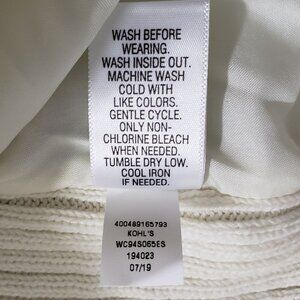 WASH BEFORE
WEARING.
WASH INSIDE OUT.
MACHINE WASH
COLD WITH
LIKE COLORS.
GENTLE CYCLE.
ONLY NON-
CHLORINE BLEACH
WHEN NEEDED.
TUMBLE DRY LOW.
COOL IRON
IF NEEDED.
400489165793
KOHL'S
WC94S065ES
194023
07/19